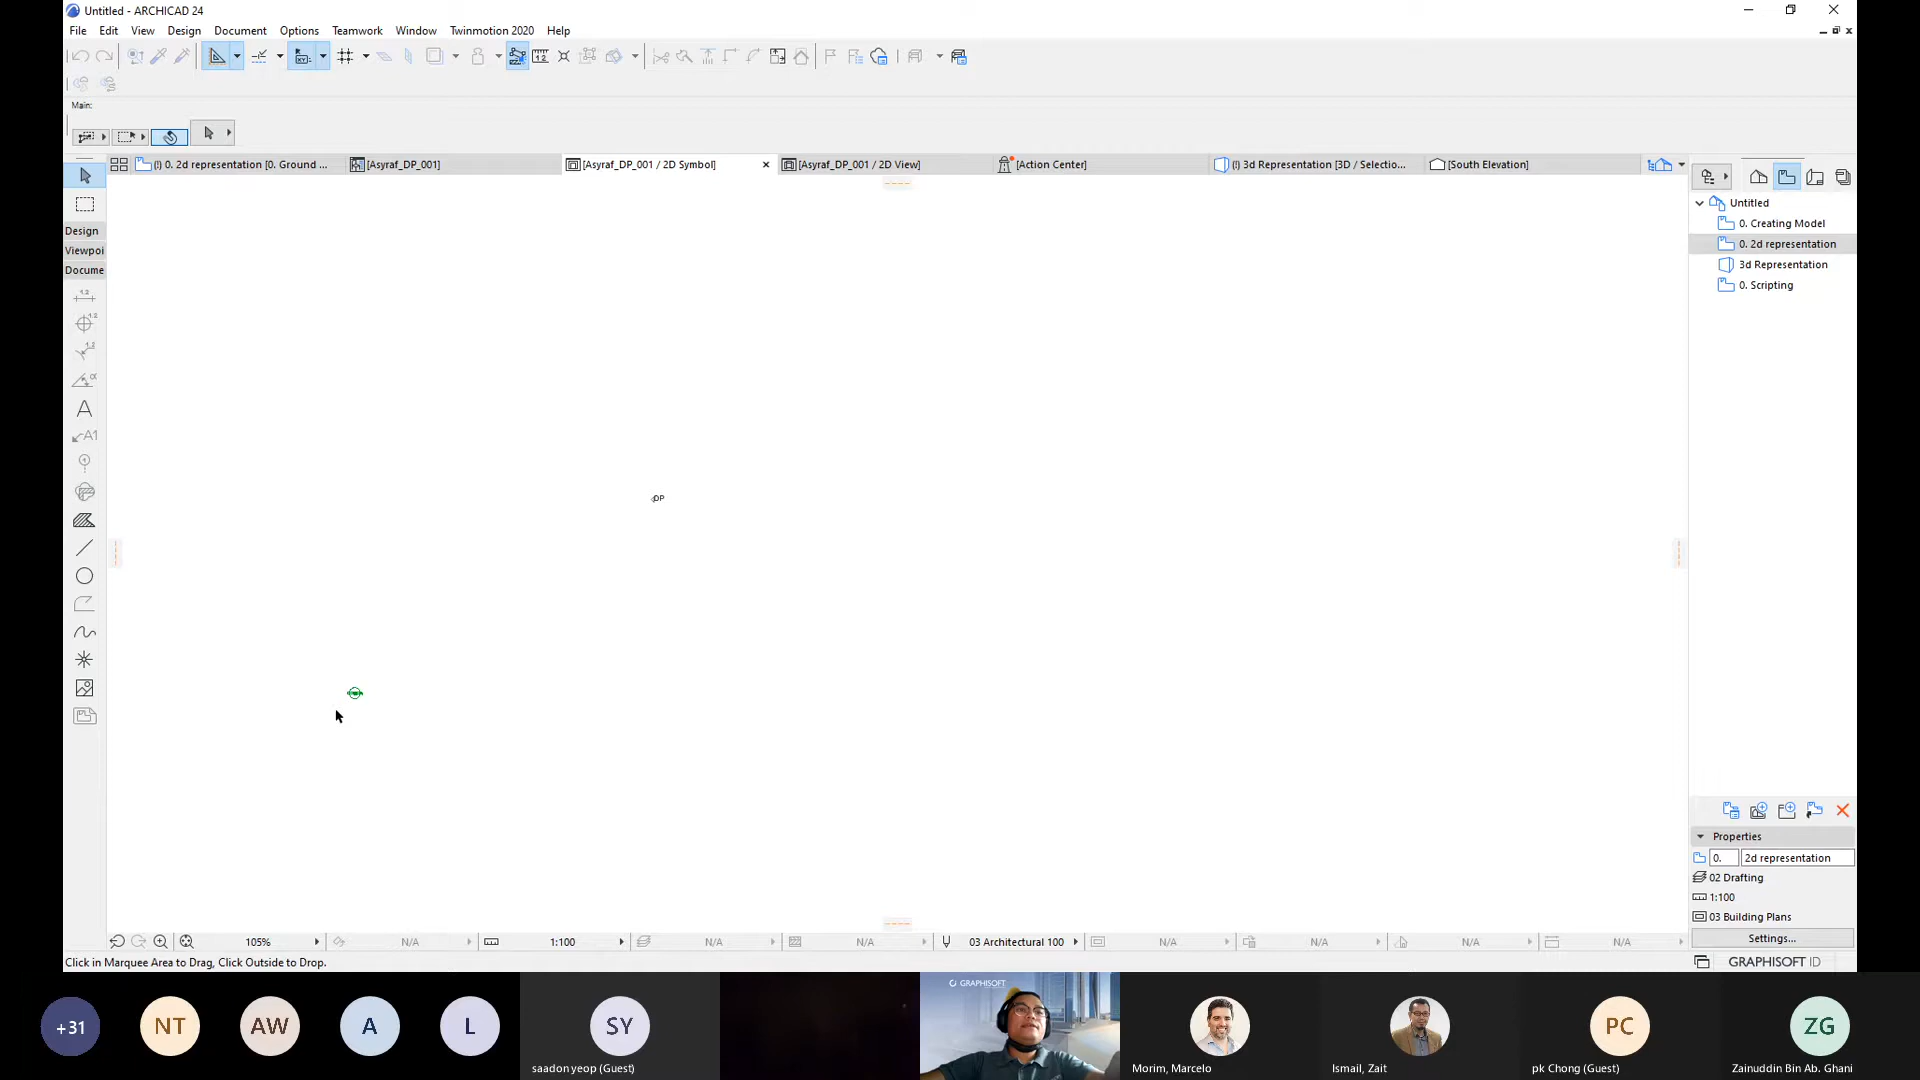 Untitled - ARCHICAD 24
File Edit View Design Document Options Teamwork Window Twinmotion 2020 Help
Main:
(!) 0. 2d representation [0. Ground ...
[Asyraf_DP_001]
[Asyraf_DP_001 / 2D Symbol]
[Asyraf_DP_001 / 2D View]
[Action Center]
(!) 3d Representation [3D / Selectio...
[South Elevation]
Design
Viewpoi
Docume
A
A1
DP
Untitled
0. Creating Model
0. 2d representation
3d Representation
0. Scripting
Properties
0. 2d representation
02 Drafting
1:100
03 Building Plans
Settings...
105% N/A 1:100 N/A N/A 03 Architectural 100 N/A N/A N/A N/A
Click in Marquee Area to Drag, Click Outside to Drop.
GRAPHISOFT ID
+31
NT
AW
A
L
SY
saadon yeop (Guest)
GRAPHISOFT
Morim, Marcelo
Ismail, Zait
PC
pk Chong (Guest)
ZG
Zainuddin Bin Ab. Ghani